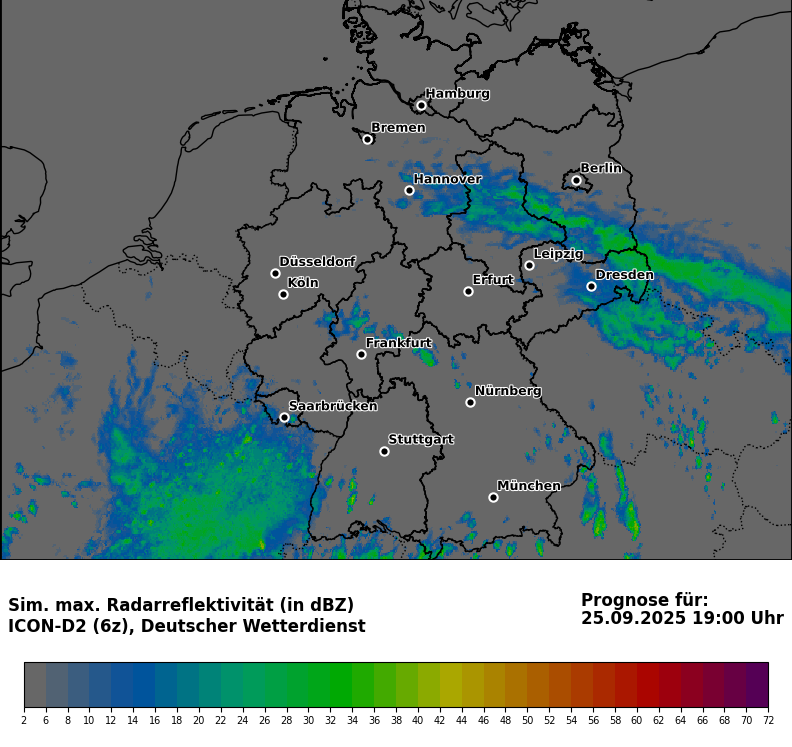 Hamburg
Bremen
Berlin
Hannover
Leipzig
Düsseldorf
Dresden
Erfurt
Köln
Frankfurt
Nürnberg
Saarbrücken
Stuttgart
München
Sim. max. Radarreflektivität (in dBZ)
ICON-D2 (6z), Deutscher Wetterdienst
Prognose für:
25.09.2025 19:00 Uhr
2 6 8 10 12 14 16 18 20 22 24 26 28 30 32 34 36 38 40 42 44 46 48 50 52 54 56 58 60 62 64 66 68 70 72